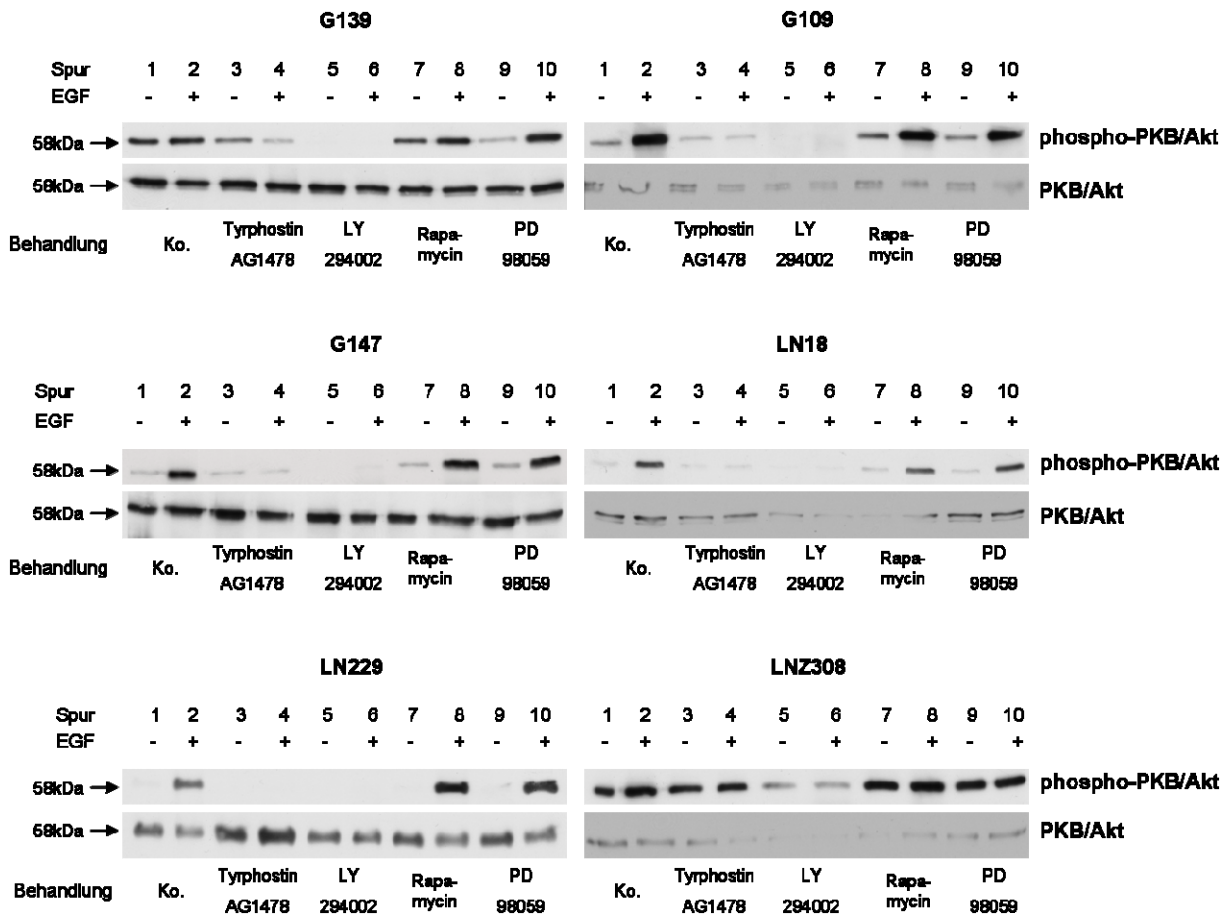 G139
Spur 1 2 3 4 5 6 7 8 9 10
EGF - + - + - + - + - +
58kDa
58kDa
Behandlung Ko. Tyrphostin AG1478 LY 294002 Rapa-mycin PD 98059
G109
1 2 3 4 5 6 7 8 9 10
- + - + - + - + - +
phospho-PKB/Akt
PKB/Akt
Ko. Tyrphostin AG1478 LY 294002 Rapa-mycin PD 98059
G147
Spur 1 2 3 4 5 6 7 8 9 10
EGF - + - + - + - + - +
58kDa
58kDa
Behandlung Ko. Tyrphostin AG1478 LY 294002 Rapa-mycin PD 98059
LN18
1 2 3 4 5 6 7 8 9 10
- + - + - + - + - +
phospho-PKB/Akt
PKB/Akt
Ko. Tyrphostin AG1478 LY 294002 Rapa-mycin PD 98059
LN229
Spur 1 2 3 4 5 6 7 8 9 10
EGF - + - + - + - + - +
58kDa
58kDa
Behandlung Ko. Tyrphostin AG1478 LY 294002 Rapa-mycin PD 98059
LNZ308
1 2 3 4 5 6 7 8 9 10
- + - + - + - + - +
phospho-PKB/Akt
PKB/Akt
Ko. Tyrphostin AG1478 LY 294002 Rapa-mycin PD 98059